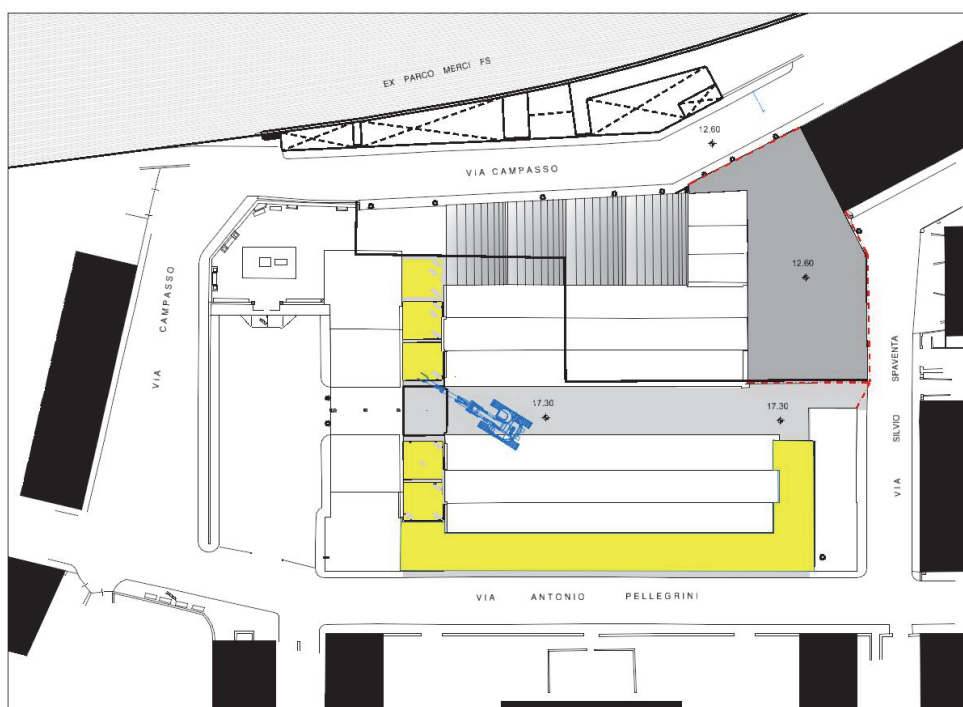 EX PARCO MERCI FS
12.60
VIA CAMPASSO
12.60
VIA CAMPASSO
VIA SILVIO SPAVENTA
17.30
17.30
VIA ANTONIO PELLEGRINI